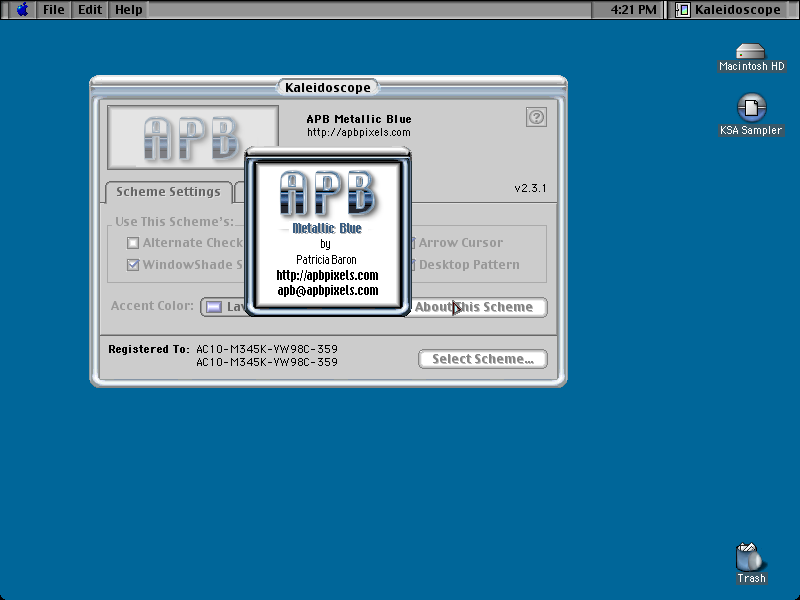 File Edit Help 4:21 PM Kaleidoscope
Macintosh HD
KSA Sampler
Kaleidoscope
APB
APB Metallic Blue
http://apbpixels.com
?
v2.3.1
Scheme Settings
Use This Scheme's:
Alternate Check
WindowShade S
Arrow Cursor
Desktop Pattern
Accent Color: Lav
About This Scheme
APB
Metallic Blue
by
Patricia Baron
http://apbpixels.com
apb@apbpixels.com
Registered To: AC10-M345K-VW98C-359
AC10-M345K-VW98C-359
Select Scheme...
Trash